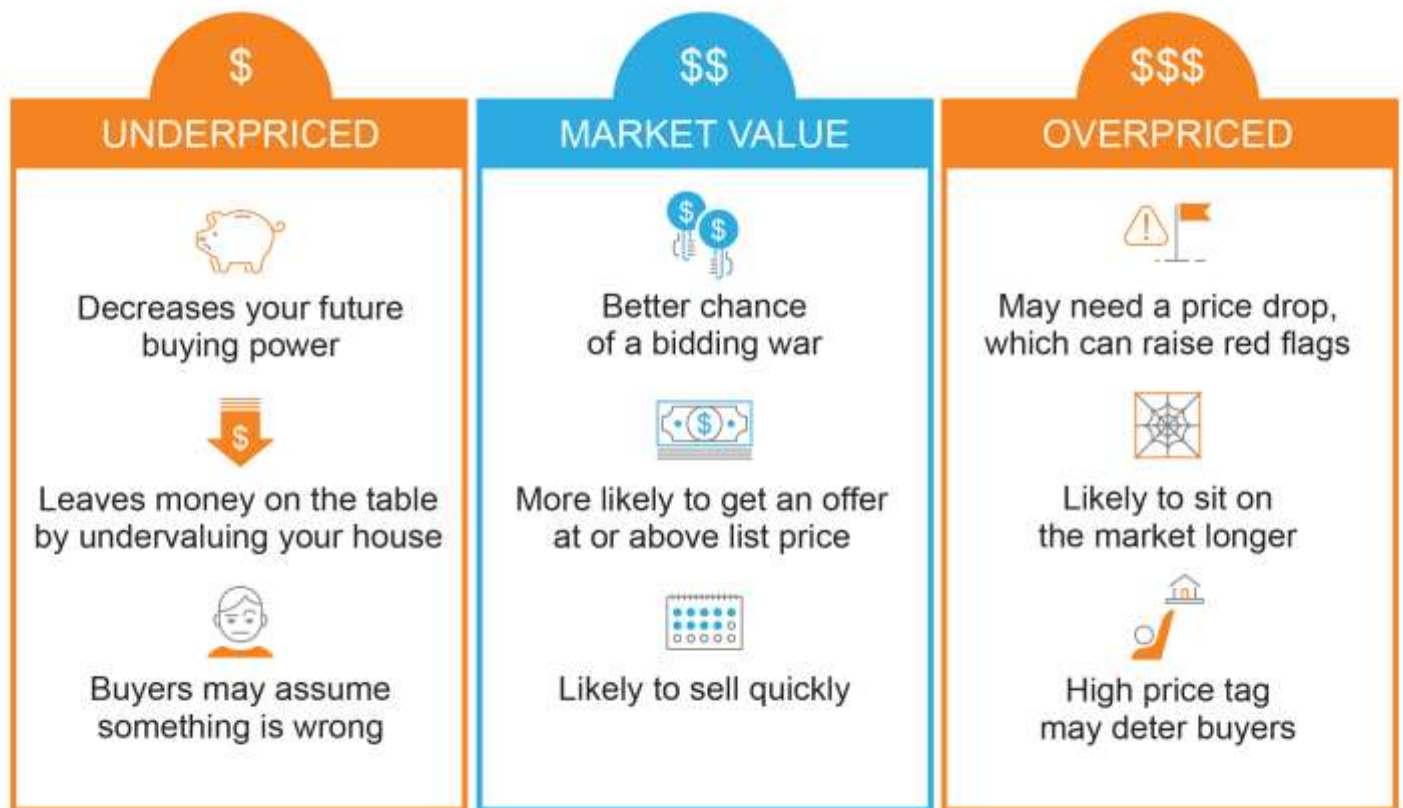 $
UNDERPRICED
Decreases your future
buying power
$
Leaves money on the table
by undervaluing your house
Buyers may assume
something is wrong
$$
MARKET VALUE
$
$
Better chance
of a bidding war
$
More likely to get an offer
at or above list price
Likely to sell quickly
$$$
OVERPRICED
!
May need a price drop,
which can raise red flags
Likely to sit on
the market longer
High price tag
may deter buyers